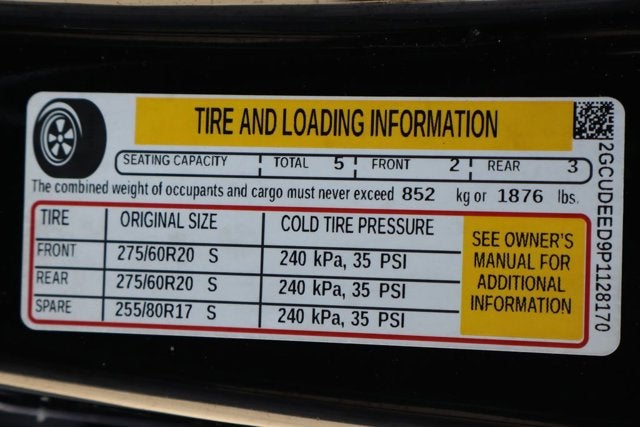 TIRE AND LOADING INFORMATION
SEATING CAPACITY TOTAL 5 FRONT 2 REAR 3
The combined weight of occupants and cargo must never exceed 852 kg or 1876 lbs.
TIRE ORIGINAL SIZE COLD TIRE PRESSURE
FRONT 275/60R20 S 240 kPa, 35 PSI
REAR 275/60R20 S 240 kPa, 35 PSI
SPARE 255/80R17 S 240 kPa, 35 PSI
SEE OWNER'S
MANUAL FOR
ADDITIONAL
INFORMATION
2GCUDEED9P1128170